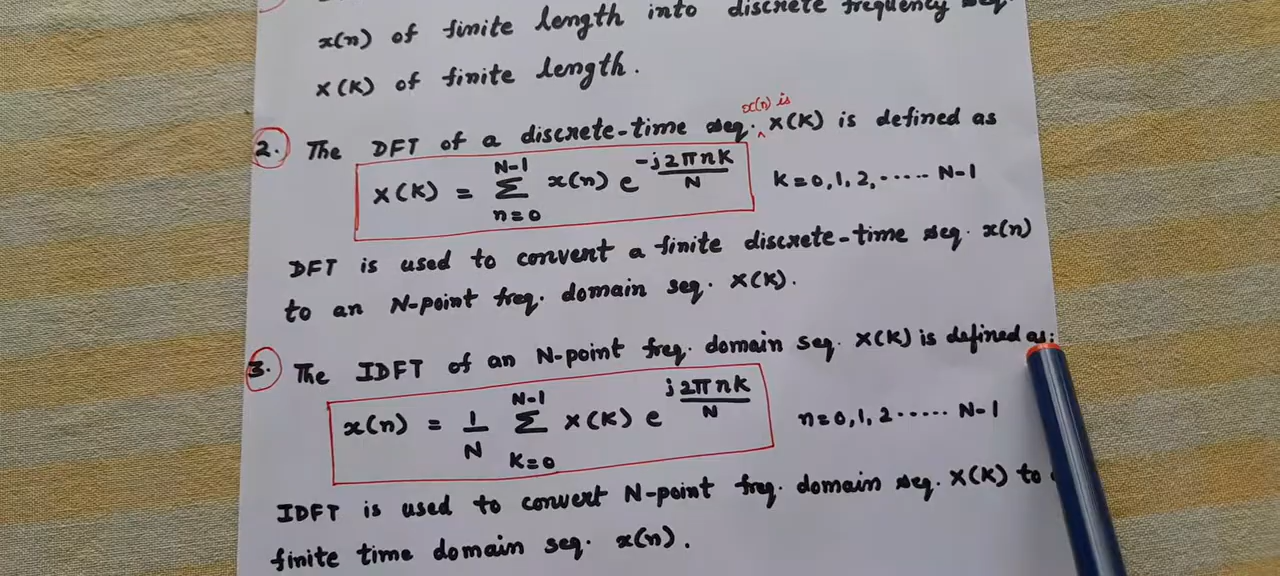 x(n) of finite length into discrete frequency seq.
X(K) of finite length.
2. The DFT of a discrete-time seq. x(n) is X(K) is defined as
X(K) = Σ_{n=0}^{N-1} x(n) e^{-j2πnk/N} K=0,1,2,..... N-1
DFT is used to convert a finite discrete-time seq. x(n)
to an N-point freq. domain seq. X(K).
3. The IDFT of an N-point freq. domain seq. X(K) is defined as:
x(n) = 1/N Σ_{K=0}^{N-1} X(K) e^{j2πnk/N} n=0,1,2...... N-1
IDFT is used to convert N-point freq. domain seq. X(K) to
finite time domain seq. x(n).